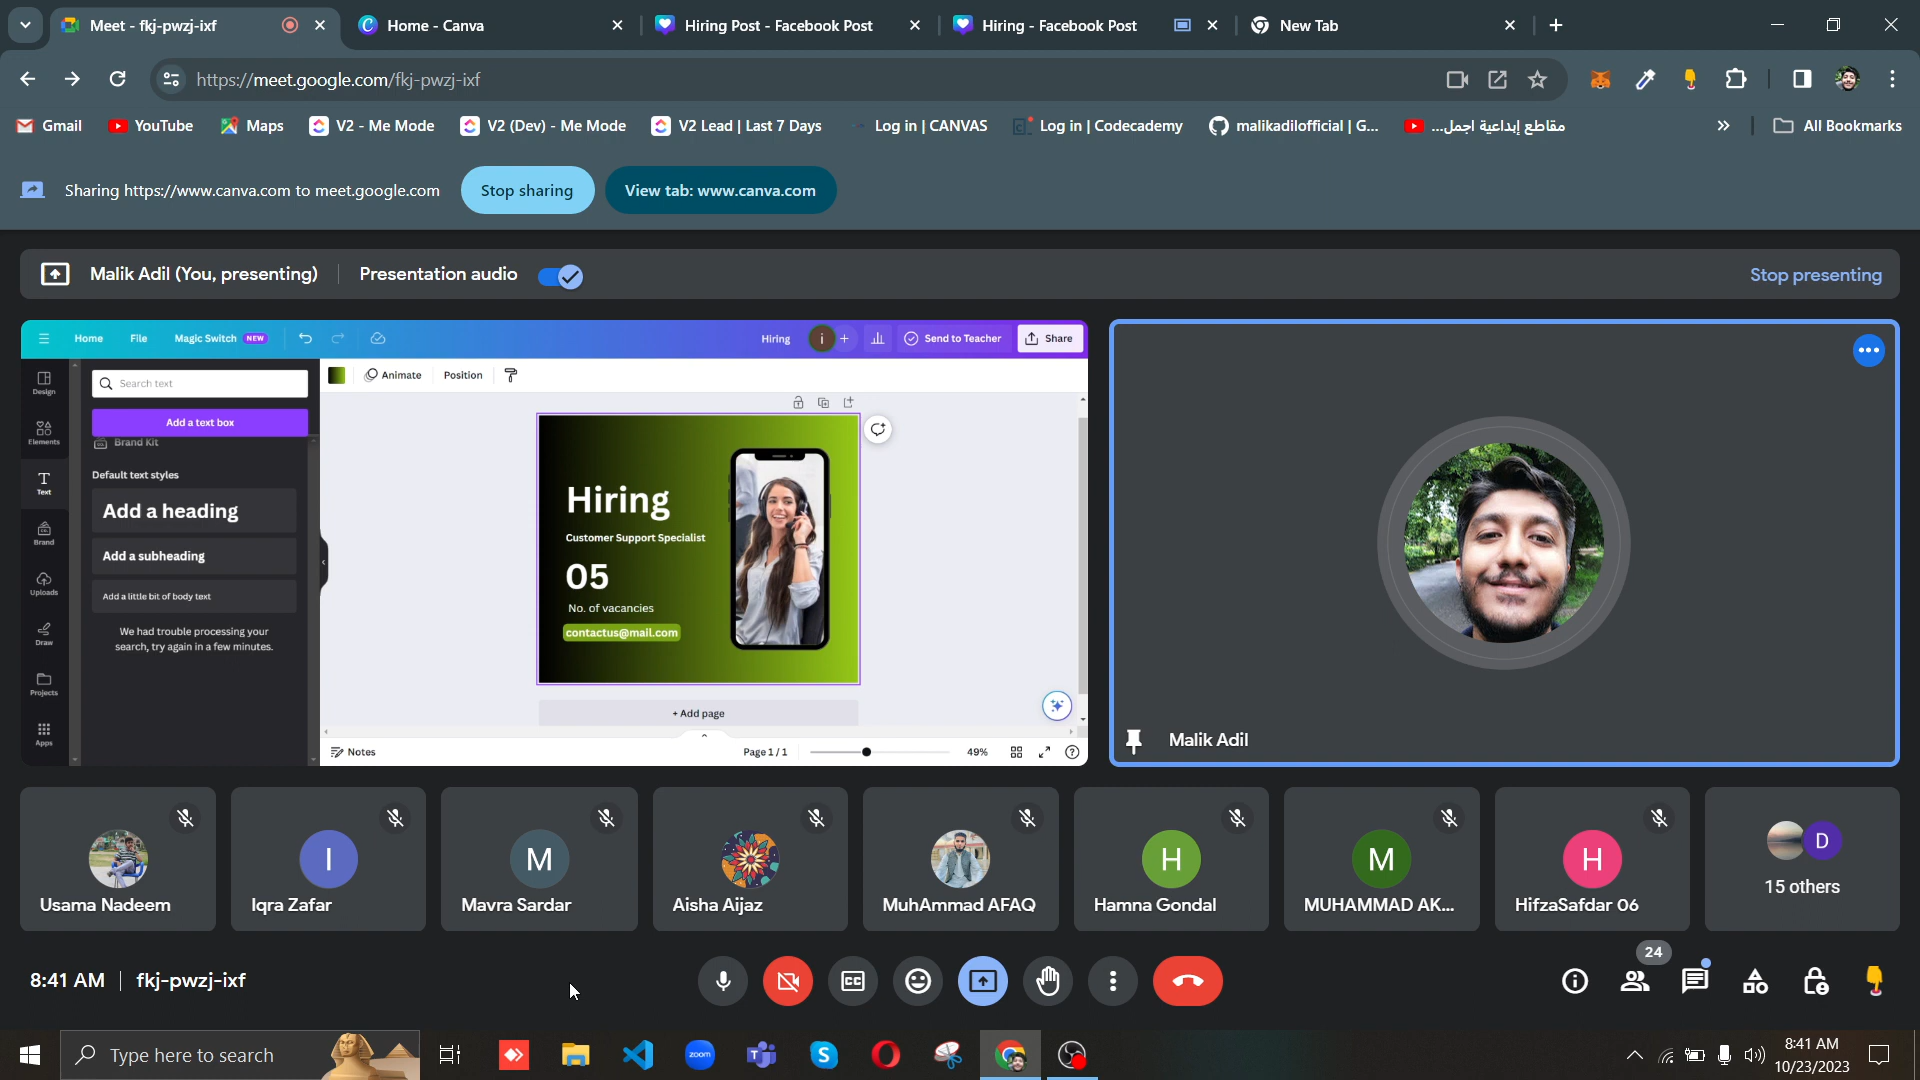 Meet - fkj-pwzj-ixf
Home - Canva
Hiring Post - Facebook Post
Hiring - Facebook Post
New Tab
https://meet.google.com/fkj-pwzj-ixf
Gmail
YouTube
Maps
V2 - Me Mode
V2 (Dev) - Me Mode
V2 Lead | Last 7 Days
Log in | CANVAS
Log in | Codecademy
malikadilofficial | G...
مقاطع إبداعية اجمل...
All Bookmarks
Sharing https://www.canva.com to meet.google.com
Stop sharing
View tab: www.canva.com
Malik Adil (You, presenting)
Presentation audio
Stop presenting
Home
File
Magic Switch
NEW
Hiring
i
Send to Teacher
Share
Design
Elements
Text
Brand
Uploads
Draw
Projects
Apps
Search text
Add a text box
Brand Kit
Default text styles
Add a heading
Add a subheading
Add a little bit of body text
We had trouble processing your
search, try again in a few minutes.
Animate
Position
Hiring
Customer Support Specialist
05
No. of vacancies
contactus@mail.com
+ Add page
Notes
Page 1 / 1
49%
Malik Adil
Usama Nadeem
I
Iqra Zafar
M
Mavra Sardar
Aisha Aijaz
MuhAmmad AFAQ
H
Hamna Gondal
M
MUHAMMAD AK...
H
HifzaSafdar 06
D
15 others
8:41 AM
fkj-pwzj-ixf
24
Type here to search
zoom
8:41 AM
10/23/2023